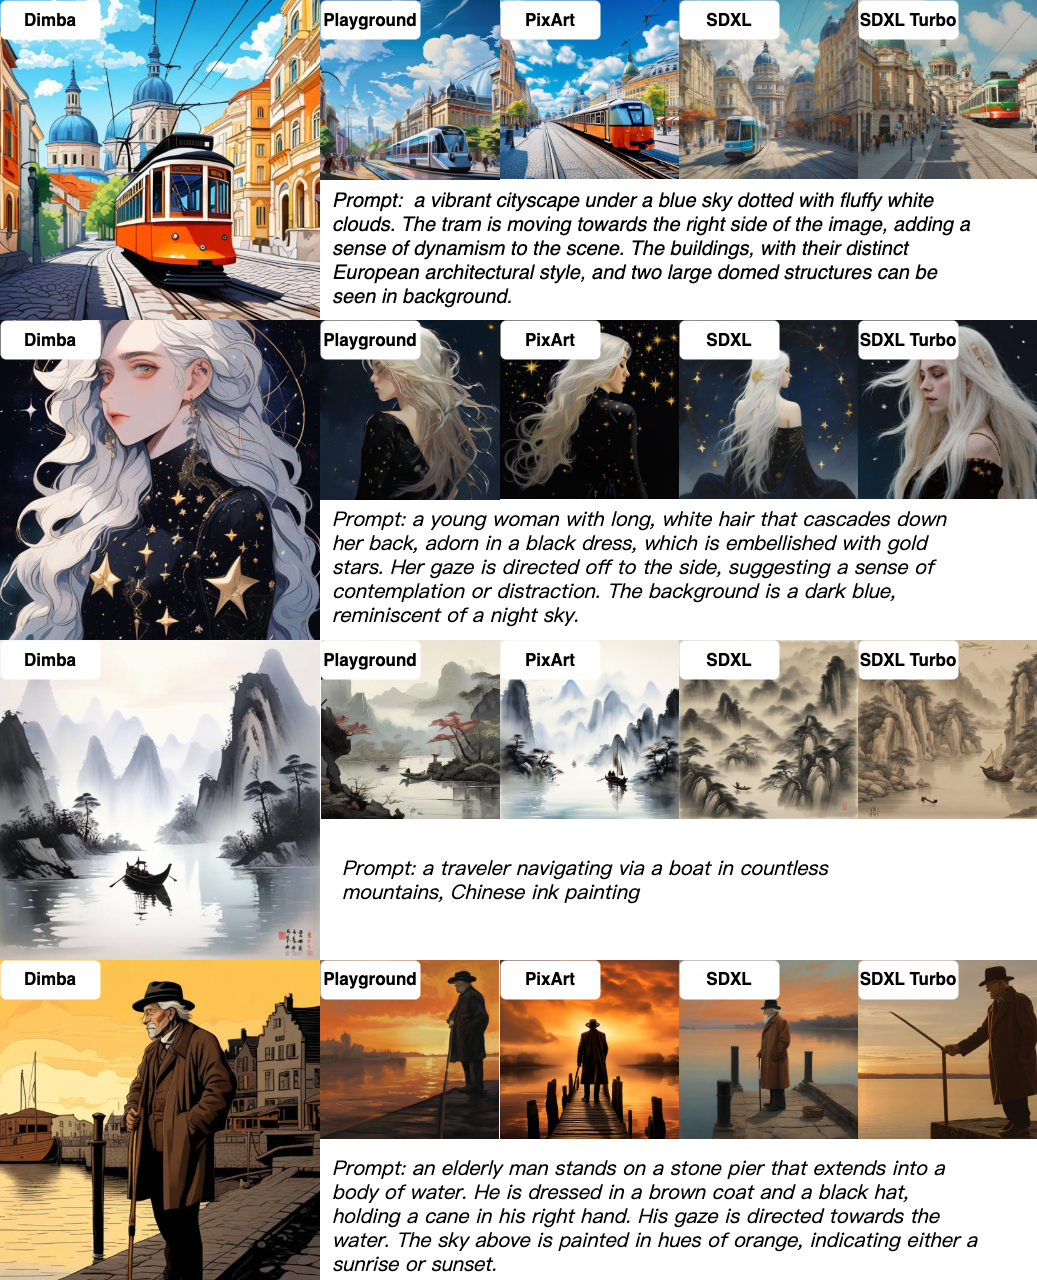 Dimba
Playground
PixArt
SDXL
SDXL Turbo
Prompt: a vibrant cityscape under a blue sky dotted with fluffy white
clouds. The tram is moving towards the right side of the image, adding a
sense of dynamism to the scene. The buildings, with their distinct
European architectural style, and two large domed structures can be
seen in background.
Dimba
Playground
PixArt
SDXL
SDXL Turbo
Prompt: a young woman with long, white hair that cascades down
her back, adorn in a black dress, which is embellished with gold
stars. Her gaze is directed off to the side, suggesting a sense of
contemplation or distraction. The background is a dark blue,
reminiscent of a night sky.
Dimba
Playground
PixArt
SDXL
SDXL Turbo
Prompt: a traveler navigating via a boat in countless
mountains, Chinese ink painting
Dimba
Playground
PixArt
SDXL
SDXL Turbo
Prompt: an elderly man stands on a stone pier that extends into a
body of water. He is dressed in a brown coat and a black hat,
holding a cane in his right hand. His gaze is directed towards the
water. The sky above is painted in hues of orange, indicating either a
sunrise or sunset.